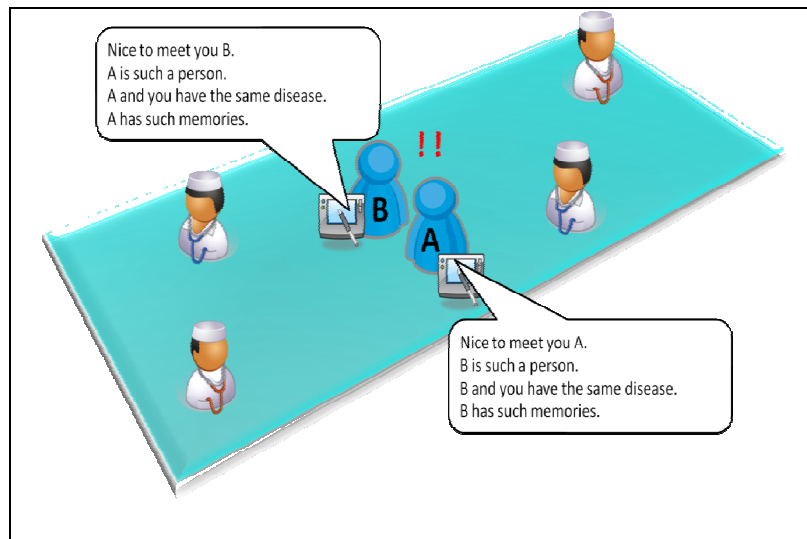 Nice to meet you B.
A is such a person.
A and you have the same disease.
A has such memories.
!!
B
A
Nice to meet you A.
B is such a person.
B and you have the same disease.
B has such memories.